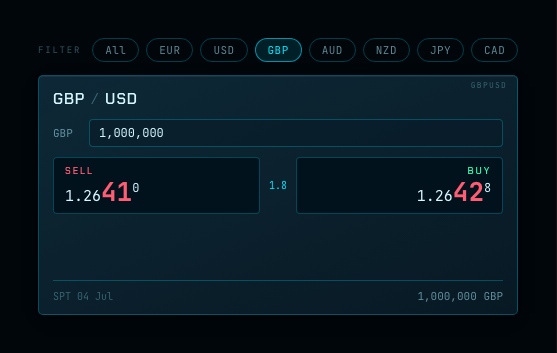 FILTER All EUR USD GBP AUD NZD JPY CAD
GBPUSD
GBP / USD
GBP 1,000,000
SELL BUY
1.26410 1.8 1.26428
SPT 04 Jul 1,000,000 GBP